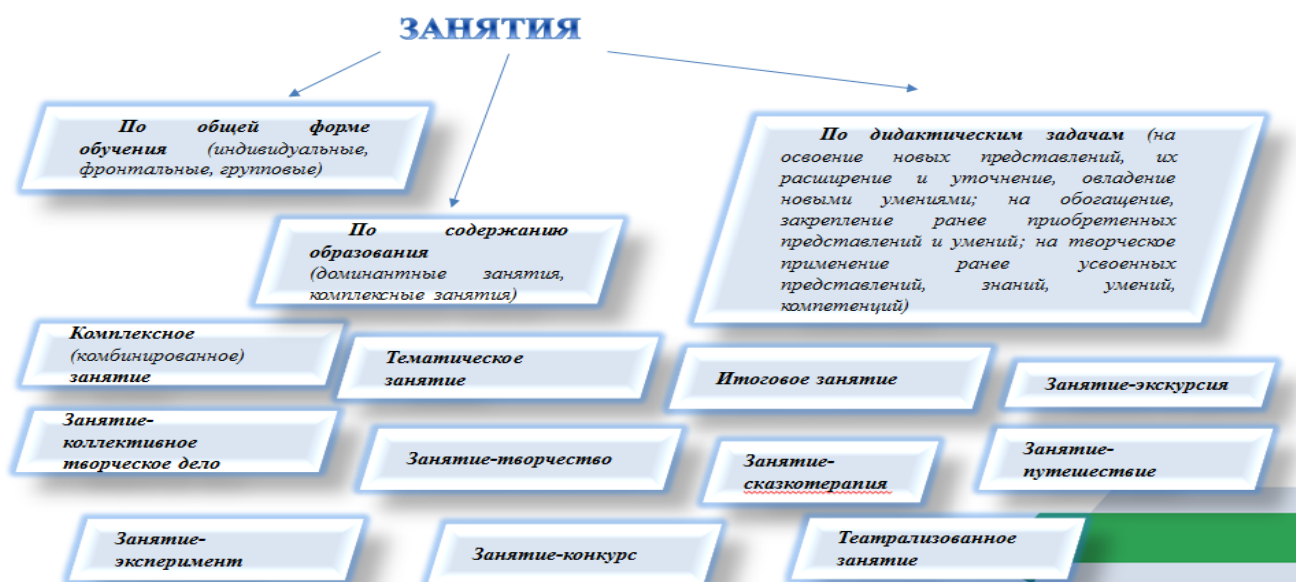 ЗАНЯТИЯ
По общей форме
обучения (индивидуальные,
фронтальные, групповые)
По содержанию
образования
(доминантные занятия,
комплексные занятия)
По дидактическим задачам (на
освоение новых представлений, их
расширение и уточнение, овладение
новыми умениями; на обогащение,
закрепление ранее приобретенных
представлений и умений; на творческое
применение ранее усвоенных
представлений, знаний, умений,
компетенций)
Комплексное
(комбинированное)
занятие
Тематическое
занятие
Итоговое занятие
Занятие-экскурсия
Занятие-
коллективное
творческое дело
Занятие-творчество
Занятие-
сказкотерапия
Занятие-
путешествие
Занятие-
эксперимент
Занятие-конкурс
Театрализованное
занятие